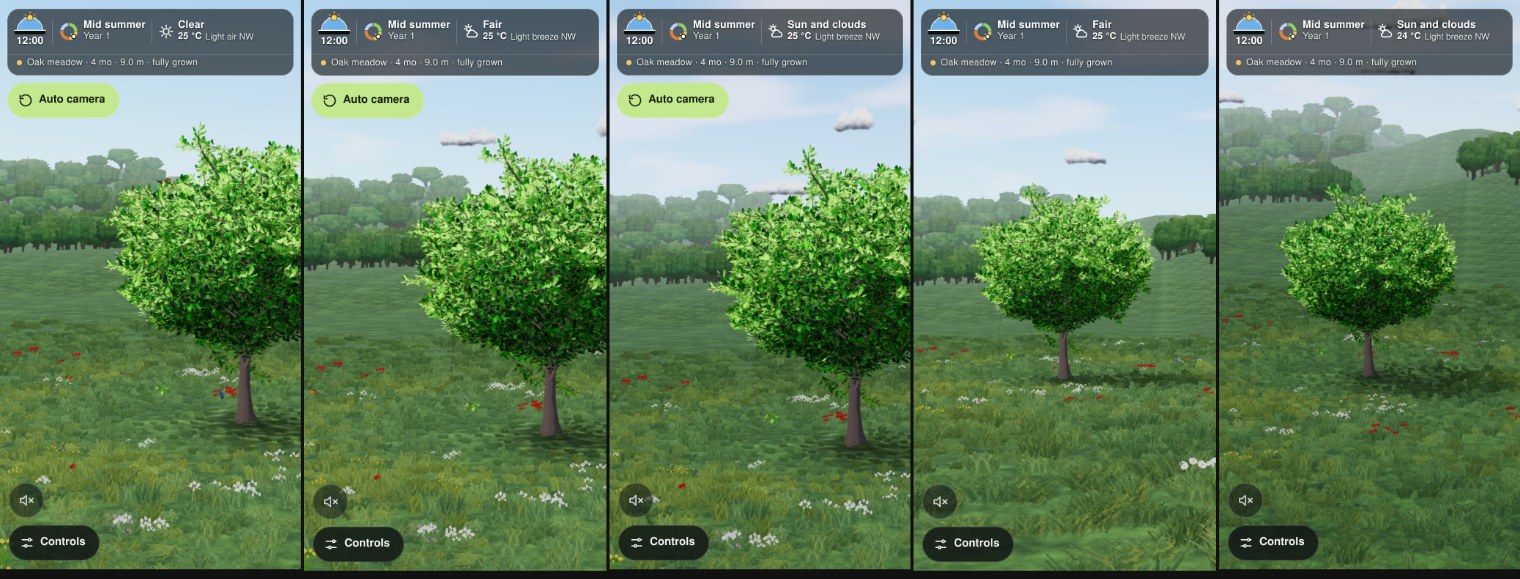 12:00
Mid summer
Year 1
Clear
25 °C Light air NW
Oak meadow · 4 mo · 9.0 m · fully grown
Auto camera
Controls
12:00
Mid summer
Year 1
Fair
25 °C Light breeze NW
Oak meadow · 4 mo · 9.0 m · fully grown
Auto camera
Controls
12:00
Mid summer
Year 1
Sun and clouds
25 °C Light breeze NW
Oak meadow · 4 mo · 9.0 m · fully grown
Auto camera
Controls
12:00
Mid summer
Year 1
Fair
25 °C Light breeze NW
Oak meadow · 4 mo · 9.0 m · fully grown
Controls
12:00
Mid summer
Year 1
Sun and clouds
24 °C Light breeze NW
Oak meadow · 4 mo · 9.0 m · fully grown
Controls